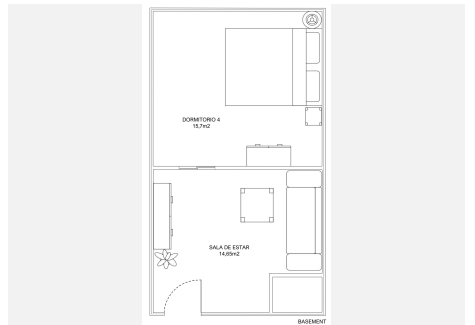 DORMITORIO 4
15,7m2
SALA DE ESTAR
14,65m2
BASEMENT